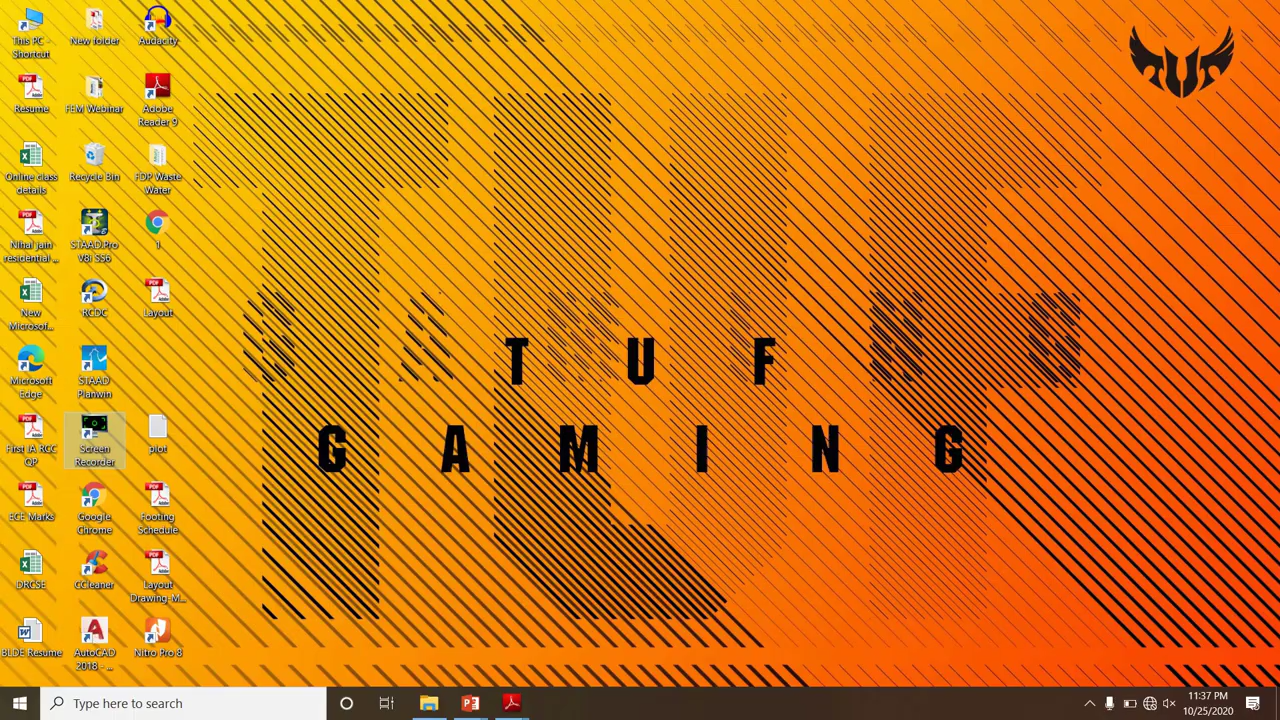 This PC - Shortcut
New folder
Audacity
Resume
FEM Webinar
Adobe Reader 9
Online class details
Recycle Bin
FDP Waste Water
Nihal jain residential ...
STAAD.Pro V8i SS6
1
New Microsof...
RCDC
Layout
Microsoft Edge
STAAD Planwin
First IA RCC QP
Screen Recorder
plot
ECE Marks
Google Chrome
Footing Schedule
DRCSE
CCleaner
Layout Drawing-M...
BLDE Resume
AutoCAD 2018 - ...
Nitro Pro 8
TUF
GAMING
Type here to search
11:37 PM
10/25/2020